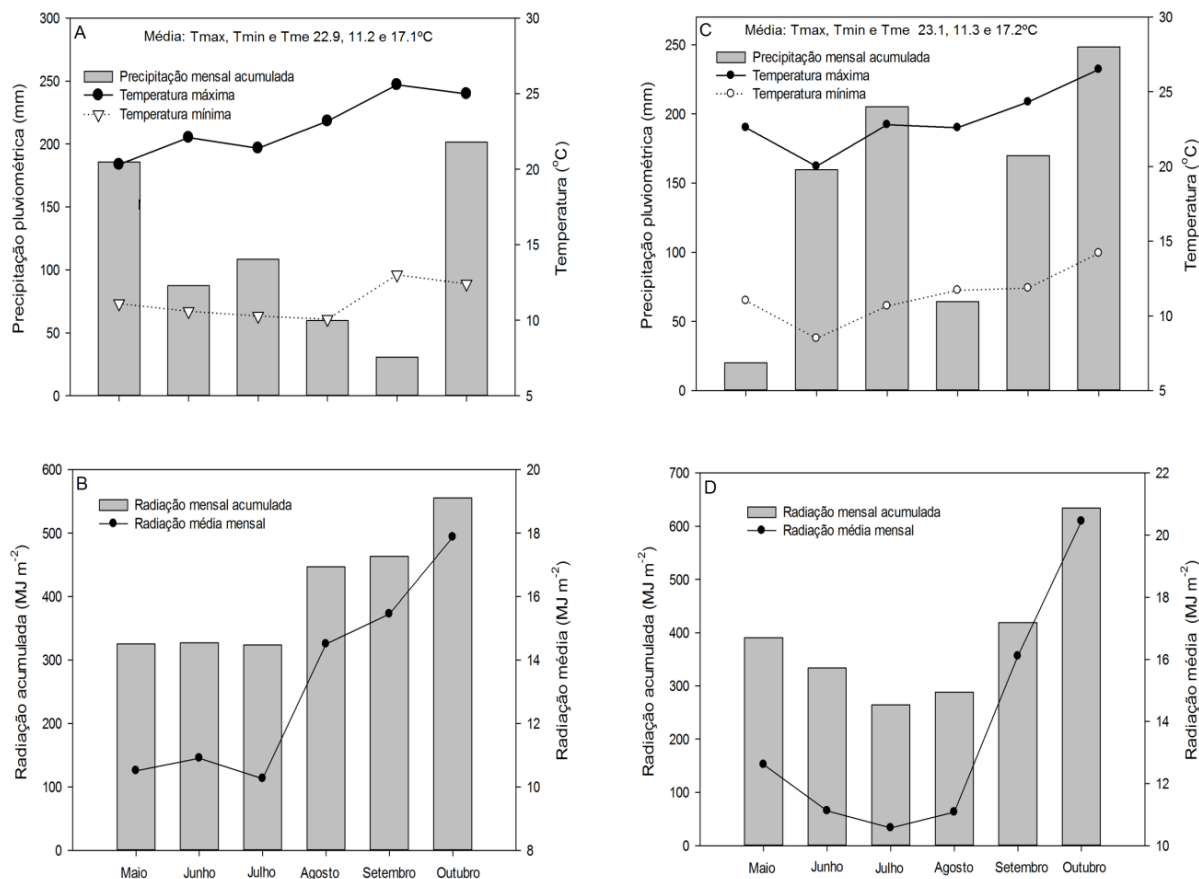 A
Média: Tmax, Tmin e Tme 22.9, 11.2 e 17.1ºC
Precipitação mensal acumulada
Temperatura máxima
Temperatura mínima
Precipitação pluviométrica (mm)
300
250
200
150
100
50
0
Temperatura (°C)
30
25
20
15
10
5
C
Média: Tmax, Tmin e Tme 23.1, 11.3 e 17.2ºC
Precipitação mensal acumulada
Temperatura máxima
Temperatura mínima
Precipitação pluviométrica (mm)
250
200
150
100
50
0
Temperatura (°C)
30
25
20
15
10
5
B
Radiação mensal acumulada
Radiação média mensal
Radiação acumulada (MJ m⁻²)
600
500
400
300
200
100
0
Radiação média (MJ m⁻²)
20
18
16
14
12
10
8
Maio Junho Julho Agosto Setembro Outubro
D
Radiação mensal acumulada
Radiação média mensal
Radiação acumulada (MJ m⁻²)
700
600
500
400
300
200
100
0
Radiação média (MJ m⁻²)
22
20
18
16
14
12
10
Maio Junho Julho Agosto Setembro Outubro